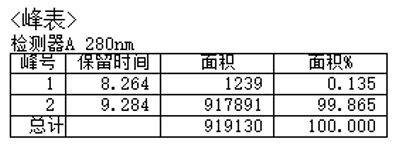 <峰表>
检测器A 280nm
峰号 保留时间 面积 面积%
1 8.264 1239 0.135
2 9.284 917891 99.865
总计 919130 100.000